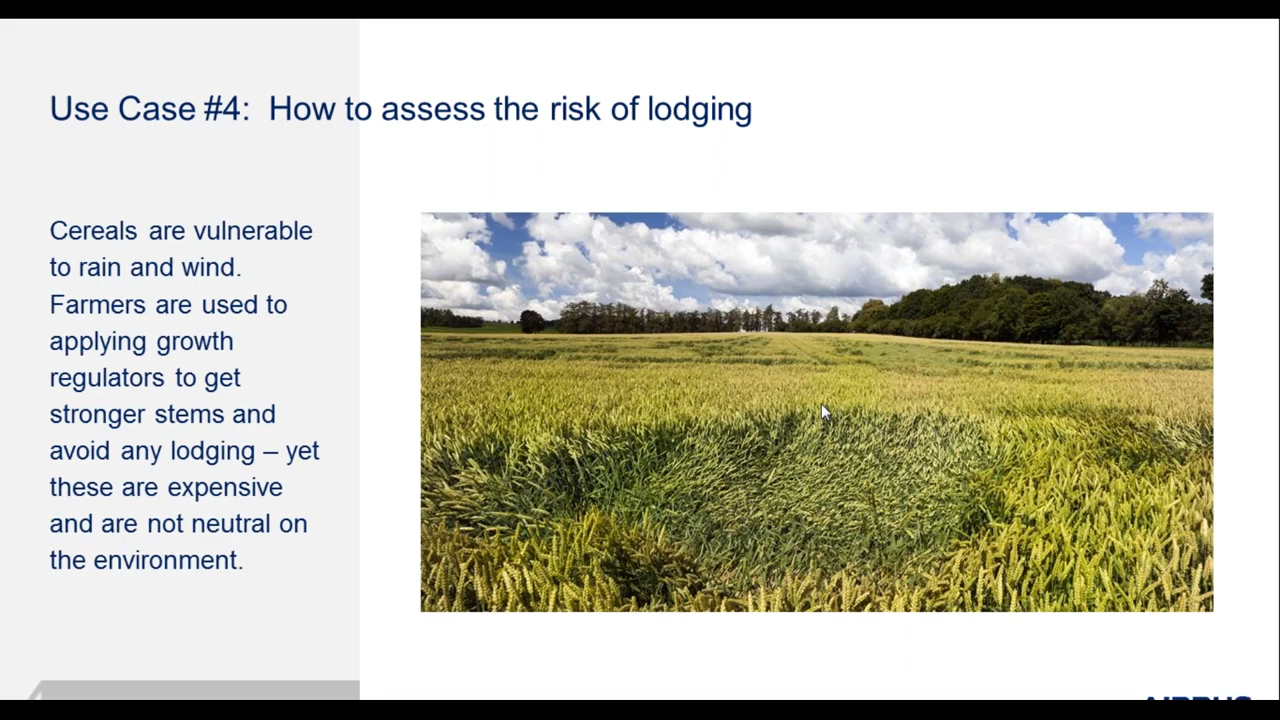 Use Case #4: How to assess the risk of lodging
Cereals are vulnerable
to rain and wind.
Farmers are used to
applying growth
regulators to get
stronger stems and
avoid any lodging – yet
these are expensive
and are not neutral on
the environment.
AIRBUS